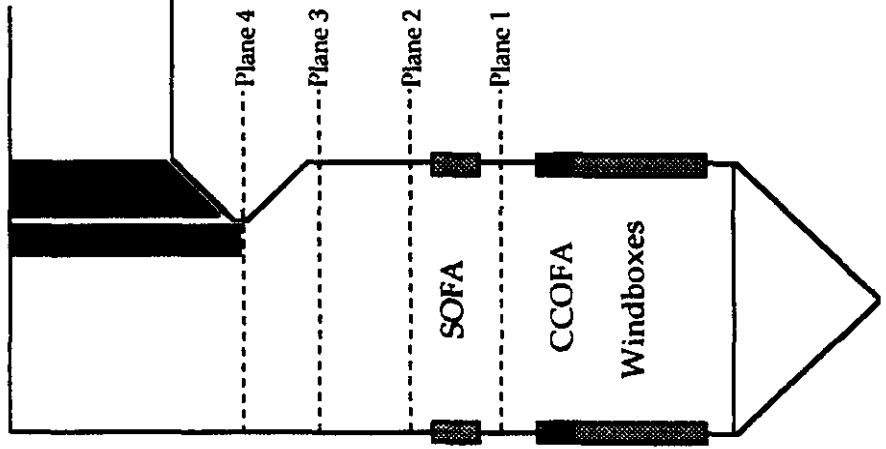 Plane 4
Plane 3
Plane 2
Plane 1
SOFA
CCOFA
Windboxes